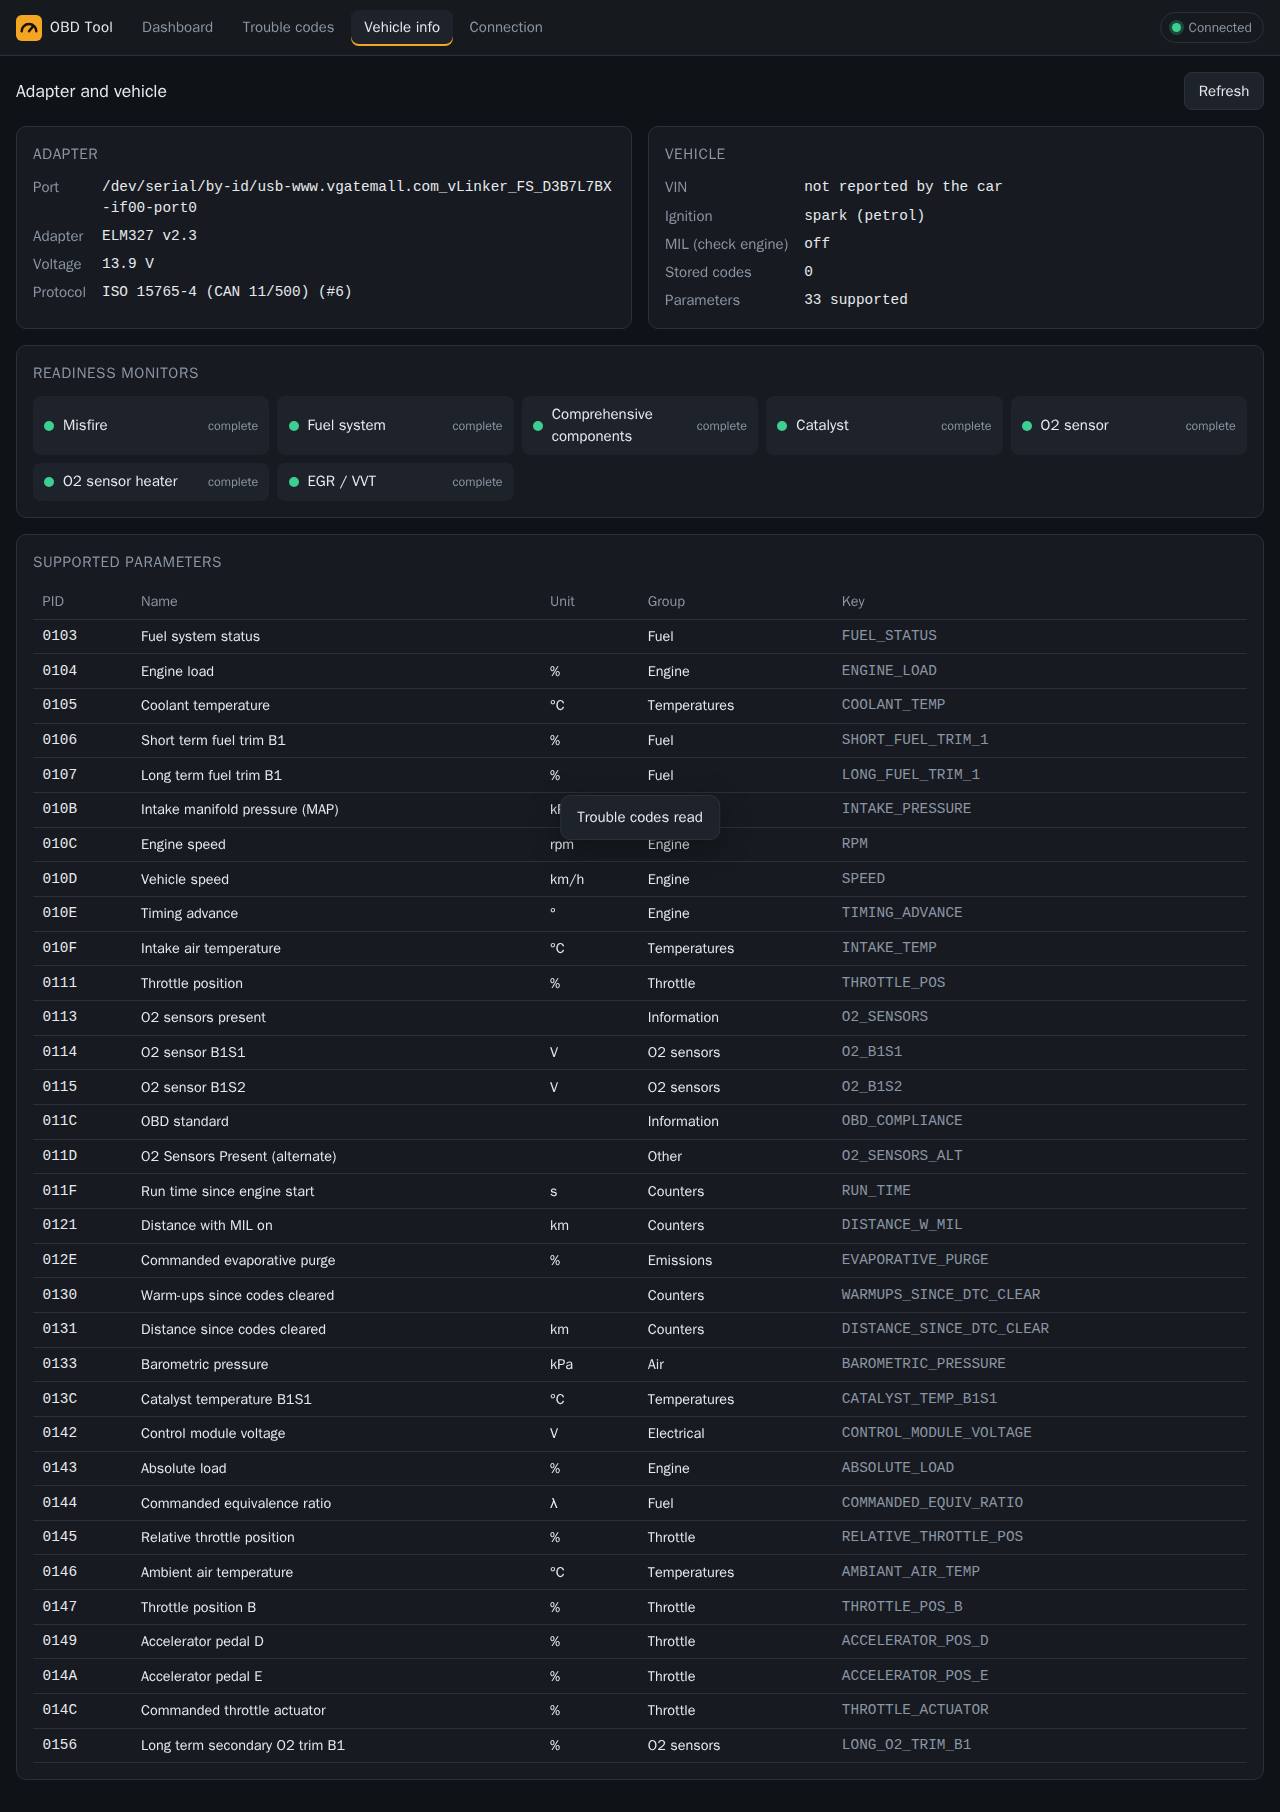 OBD Tool Dashboard Trouble codes Vehicle info Connection Connected
Adapter and vehicle Refresh
ADAPTER
Port /dev/serial/by-id/usb-www.vgatemall.com_vLinker_FS_D3B7L7BX
-if00-port0
Adapter ELM327 v2.3
Voltage 13.9 V
Protocol ISO 15765-4 (CAN 11/500) (#6)
VEHICLE
VIN not reported by the car
Ignition spark (petrol)
MIL (check engine) off
Stored codes 0
Parameters 33 supported
READINESS MONITORS
Misfire complete
Fuel system complete
Comprehensive
components complete
Catalyst complete
O2 sensor complete
O2 sensor heater complete
EGR / VVT complete
SUPPORTED PARAMETERS
PID Name Unit Group Key
0103 Fuel system status Fuel FUEL_STATUS
0104 Engine load % Engine ENGINE_LOAD
0105 Coolant temperature °C Temperatures COOLANT_TEMP
0106 Short term fuel trim B1 % Fuel SHORT_FUEL_TRIM_1
0107 Long term fuel trim B1 % Fuel LONG_FUEL_TRIM_1
010B Intake manifold pressure (MAP) INTAKE_PRESSURE
Trouble codes read
010C Engine speed rpm Engine RPM
010D Vehicle speed km/h Engine SPEED
010E Timing advance ° Engine TIMING_ADVANCE
010F Intake air temperature °C Temperatures INTAKE_TEMP
0111 Throttle position % Throttle THROTTLE_POS
0113 O2 sensors present Information O2_SENSORS
0114 O2 sensor B1S1 V O2 sensors O2_B1S1
0115 O2 sensor B1S2 V O2 sensors O2_B1S2
011C OBD standard Information OBD_COMPLIANCE
011D O2 Sensors Present (alternate) Other O2_SENSORS_ALT
011F Run time since engine start s Counters RUN_TIME
0121 Distance with MIL on km Counters DISTANCE_W_MIL
012E Commanded evaporative purge % Emissions EVAPORATIVE_PURGE
0130 Warm-ups since codes cleared Counters WARMUPS_SINCE_DTC_CLEAR
0131 Distance since codes cleared km Counters DISTANCE_SINCE_DTC_CLEAR
0133 Barometric pressure kPa Air BAROMETRIC_PRESSURE
013C Catalyst temperature B1S1 °C Temperatures CATALYST_TEMP_B1S1
0142 Control module voltage V Electrical CONTROL_MODULE_VOLTAGE
0143 Absolute load % Engine ABSOLUTE_LOAD
0144 Commanded equivalence ratio λ Fuel COMMANDED_EQUIV_RATIO
0145 Relative throttle position % Throttle RELATIVE_THROTTLE_POS
0146 Ambient air temperature °C Temperatures AMBIANT_AIR_TEMP
0147 Throttle position B % Throttle THROTTLE_POS_B
0149 Accelerator pedal D % Throttle ACCELERATOR_POS_D
014A Accelerator pedal E % Throttle ACCELERATOR_POS_E
014C Commanded throttle actuator % Throttle THROTTLE_ACTUATOR
0156 Long term secondary O2 trim B1 % O2 sensors LONG_O2_TRIM_B1